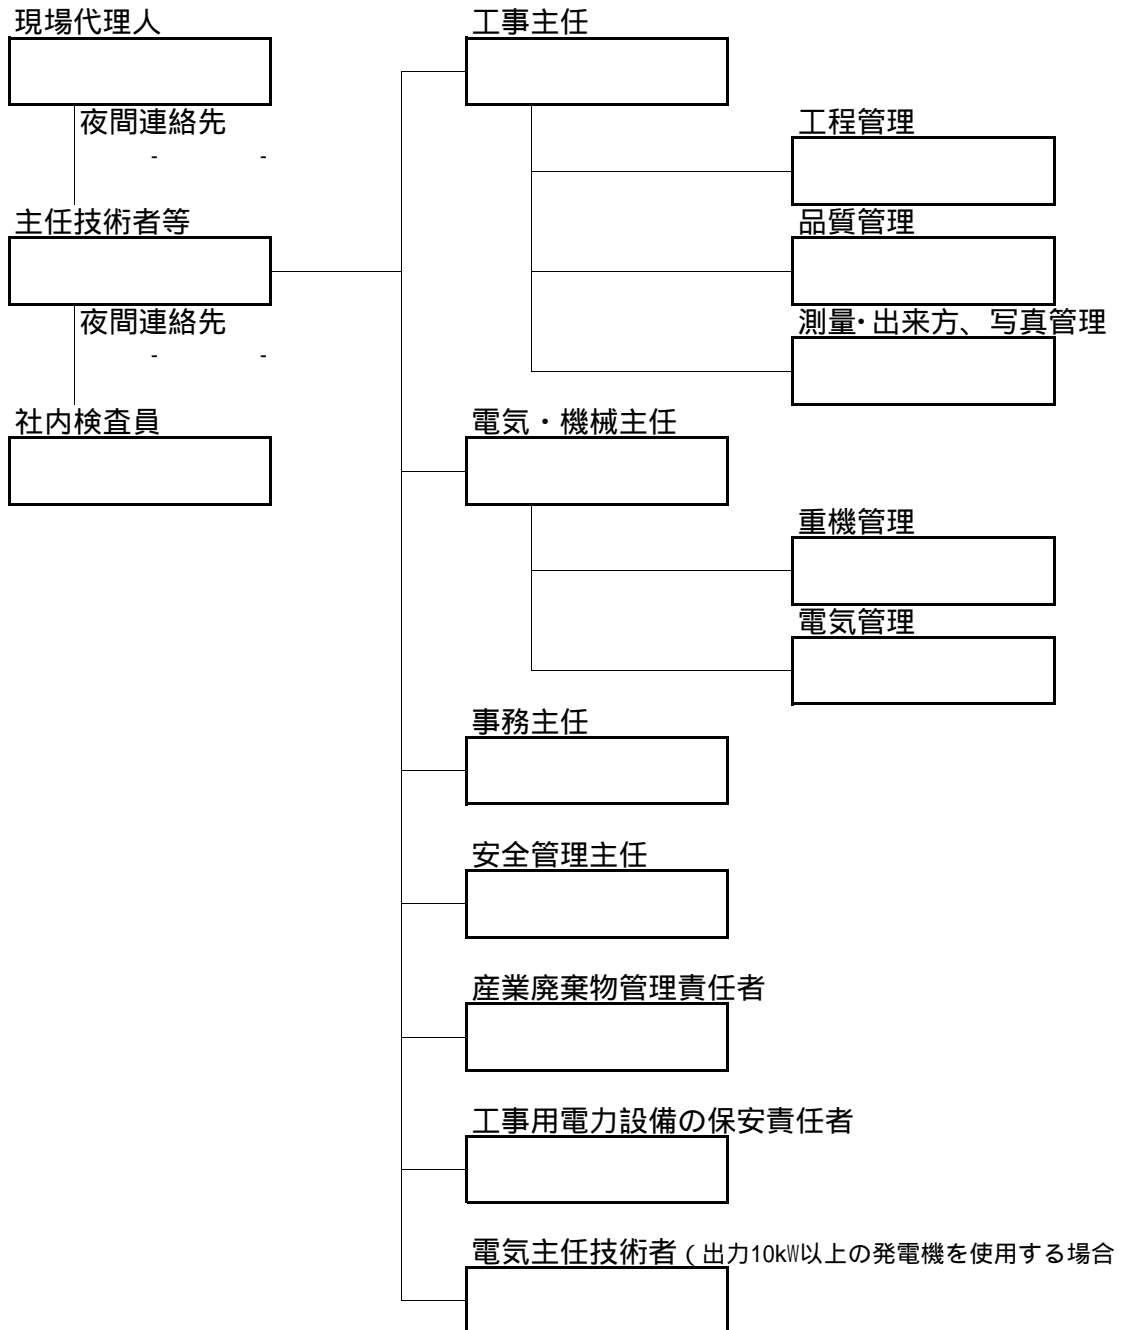 現場代理人
夜間連絡先
- -
主任技術者等
夜間連絡先
- -
社内検査員
工事主任
工程管理
品質管理
測量・出来方、写真管理
電気・機械主任
重機管理
電気管理
事務主任
安全管理主任
産業廃棄物管理責任者
工事用電力設備の保安責任者
電気主任技術者(出力10kW以上の発電機を使用する場合